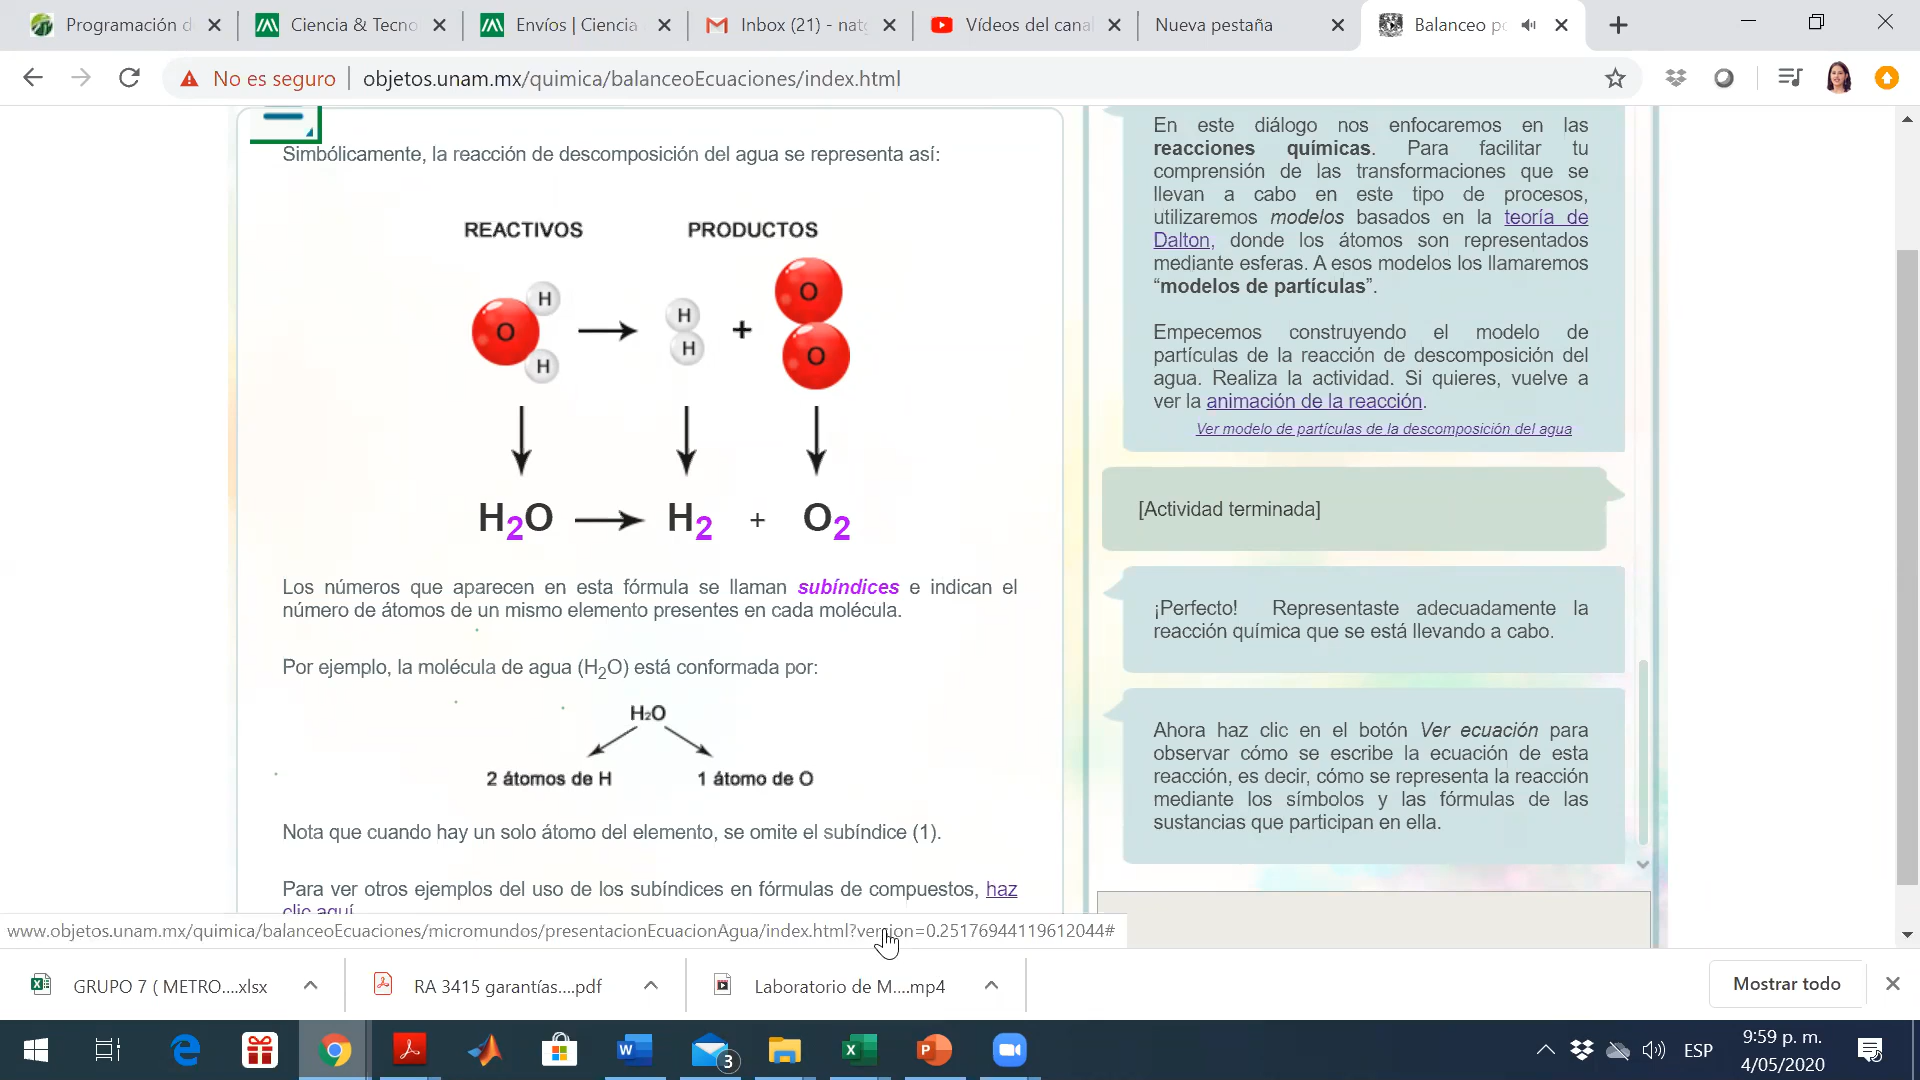 Programación d
Ciencia & Tecno
Envíos | Ciencia
Inbox (21) - natg
Vídeos del canal
Nueva pestaña
Balanceo po
No es seguro
objetos.unam.mx/quimica/balanceoEcuaciones/index.html
Simbólicamente, la reacción de descomposición del agua se representa así:
REACTIVOS PRODUCTOS
O H H → H H + O O
H2O → H2 + O2
Los números que aparecen en esta fórmula se llaman subíndices e indican el
número de átomos de un mismo elemento presentes en cada molécula.
Por ejemplo, la molécula de agua (H2O) está conformada por:
H2O
2 átomos de H 1 átomo de O
Nota que cuando hay un solo átomo del elemento, se omite el subíndice (1).
Para ver otros ejemplos del uso de los subíndices en fórmulas de compuestos, haz
clic aquí.
En este diálogo nos enfocaremos en las
reacciones químicas. Para facilitar tu
comprensión de las transformaciones que se
llevan a cabo en este tipo de procesos,
utilizaremos modelos basados en la teoría de
Dalton, donde los átomos son representados
mediante esferas. A esos modelos los llamaremos
“modelos de partículas”.
Empecemos construyendo el modelo de
partículas de la reacción de descomposición del
agua. Realiza la actividad. Si quieres, vuelve a
ver la animación de la reacción.
Ver modelo de partículas de la descomposición del agua
[Actividad terminada]
¡Perfecto! Representaste adecuadamente la
reacción química que se está llevando a cabo.
Ahora haz clic en el botón Ver ecuación para
observar cómo se escribe la ecuación de esta
reacción, es decir, cómo se representa la reacción
mediante los símbolos y las fórmulas de las
sustancias que participan en ella.
www.objetos.unam.mx/quimica/balanceoEcuaciones/micromundos/presentacionEcuacionAgua/index.html?version=0.25176944119612044#
GRUPO 7 ( METRO....xlsx
RA 3415 garantías....pdf
Laboratorio de M....mp4
Mostrar todo
3
ESP
9:59 p. m.
4/05/2020